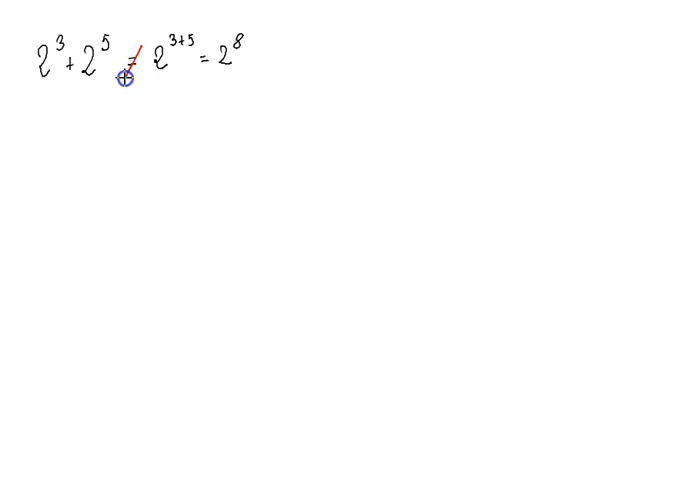 2³ + 2⁵ ≠ 2³⁺⁵ = 2⁸